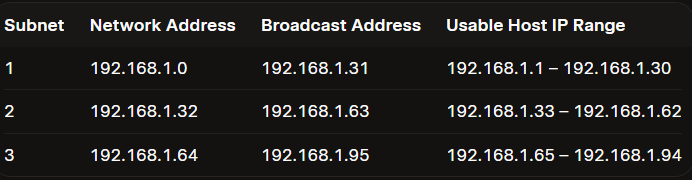 Subnet Network Address Broadcast Address Usable Host IP Range
1 192.168.1.0 192.168.1.31 192.168.1.1 – 192.168.1.30
2 192.168.1.32 192.168.1.63 192.168.1.33 – 192.168.1.62
3 192.168.1.64 192.168.1.95 192.168.1.65 – 192.168.1.94